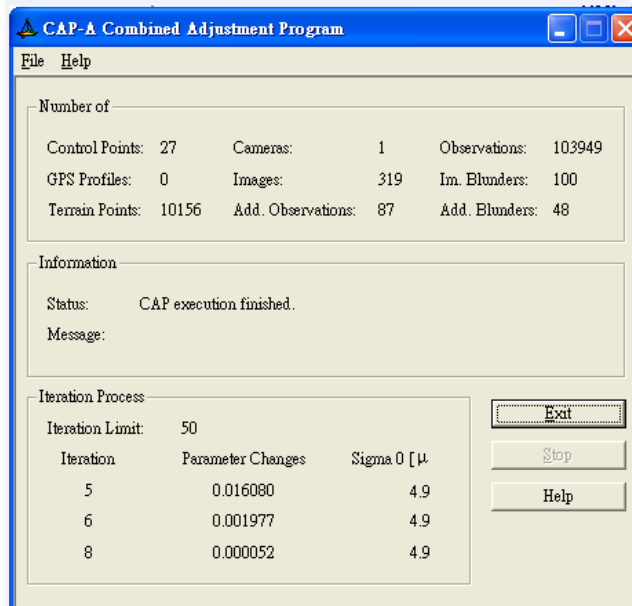 CAP-A Combined Adjustment Program
File Help
Number of
Control Points: 27 Cameras: 1 Observations: 103949
GPS Profiles: 0 Images: 319 Im. Blunders: 100
Terrain Points: 10156 Add. Observations: 87 Add. Blunders: 48
Information
Status: CAP execution finished.
Message:
Iteration Process
Iteration Limit: 50
Iteration Parameter Changes Sigma 0 [ μ
5 0.016080 4.9
6 0.001977 4.9
8 0.000052 4.9
Exit
Stop
Help